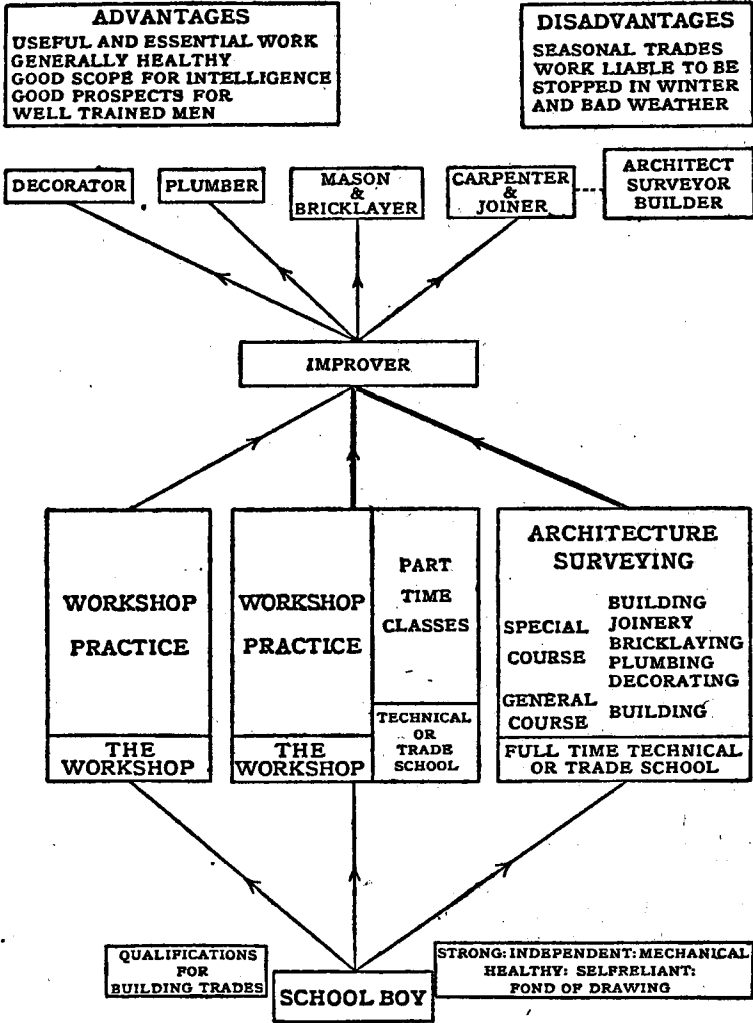 ADVANTAGES
USEFUL AND ESSENTIAL WORK
GENERALLY HEALTHY
GOOD SCOPE FOR INTELLIGENCE
GOOD PROSPECTS FOR
WELL TRAINED MEN
DISADVANTAGES
SEASONAL TRADES
WORK LIABLE TO BE
STOPPED IN WINTER
AND BAD WEATHER
DECORATOR
PLUMBER
MASON
&
BRICKLAYER
CARPENTER
&
JOINER
ARCHITECT
SURVEYOR
BUILDER
IMPROVER
WORKSHOP
PRACTICE
THE
WORKSHOP
WORKSHOP
PRACTICE
THE
WORKSHOP
PART
TIME
CLASSES
TECHNICAL
OR
TRADE
SCHOOL
ARCHITECTURE
SURVEYING
SPECIAL
COURSE
BUILDING
JOINERY
BRICKLAYING
PLUMBING
DECORATING
GENERAL
COURSE
BUILDING
FULL TIME TECHNICAL
OR TRADE SCHOOL
QUALIFICATIONS
FOR
BUILDING TRADES
SCHOOL BOY
STRONG: INDEPENDENT: MECHANICAL
HEALTHY: SELFRELIANT:
FOND OF DRAWING